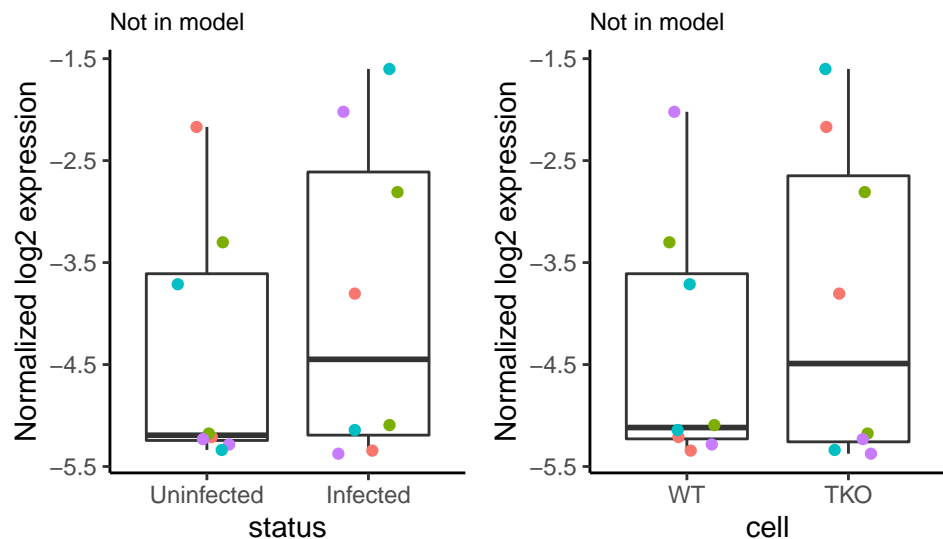 Not in model
Normalized log2 expression
−1.5
−2.5
−3.5
−4.5
−5.5
Uninfected
Infected
status
Not in model
Normalized log2 expression
−1.5
−2.5
−3.5
−4.5
−5.5
WT
TKO
cell